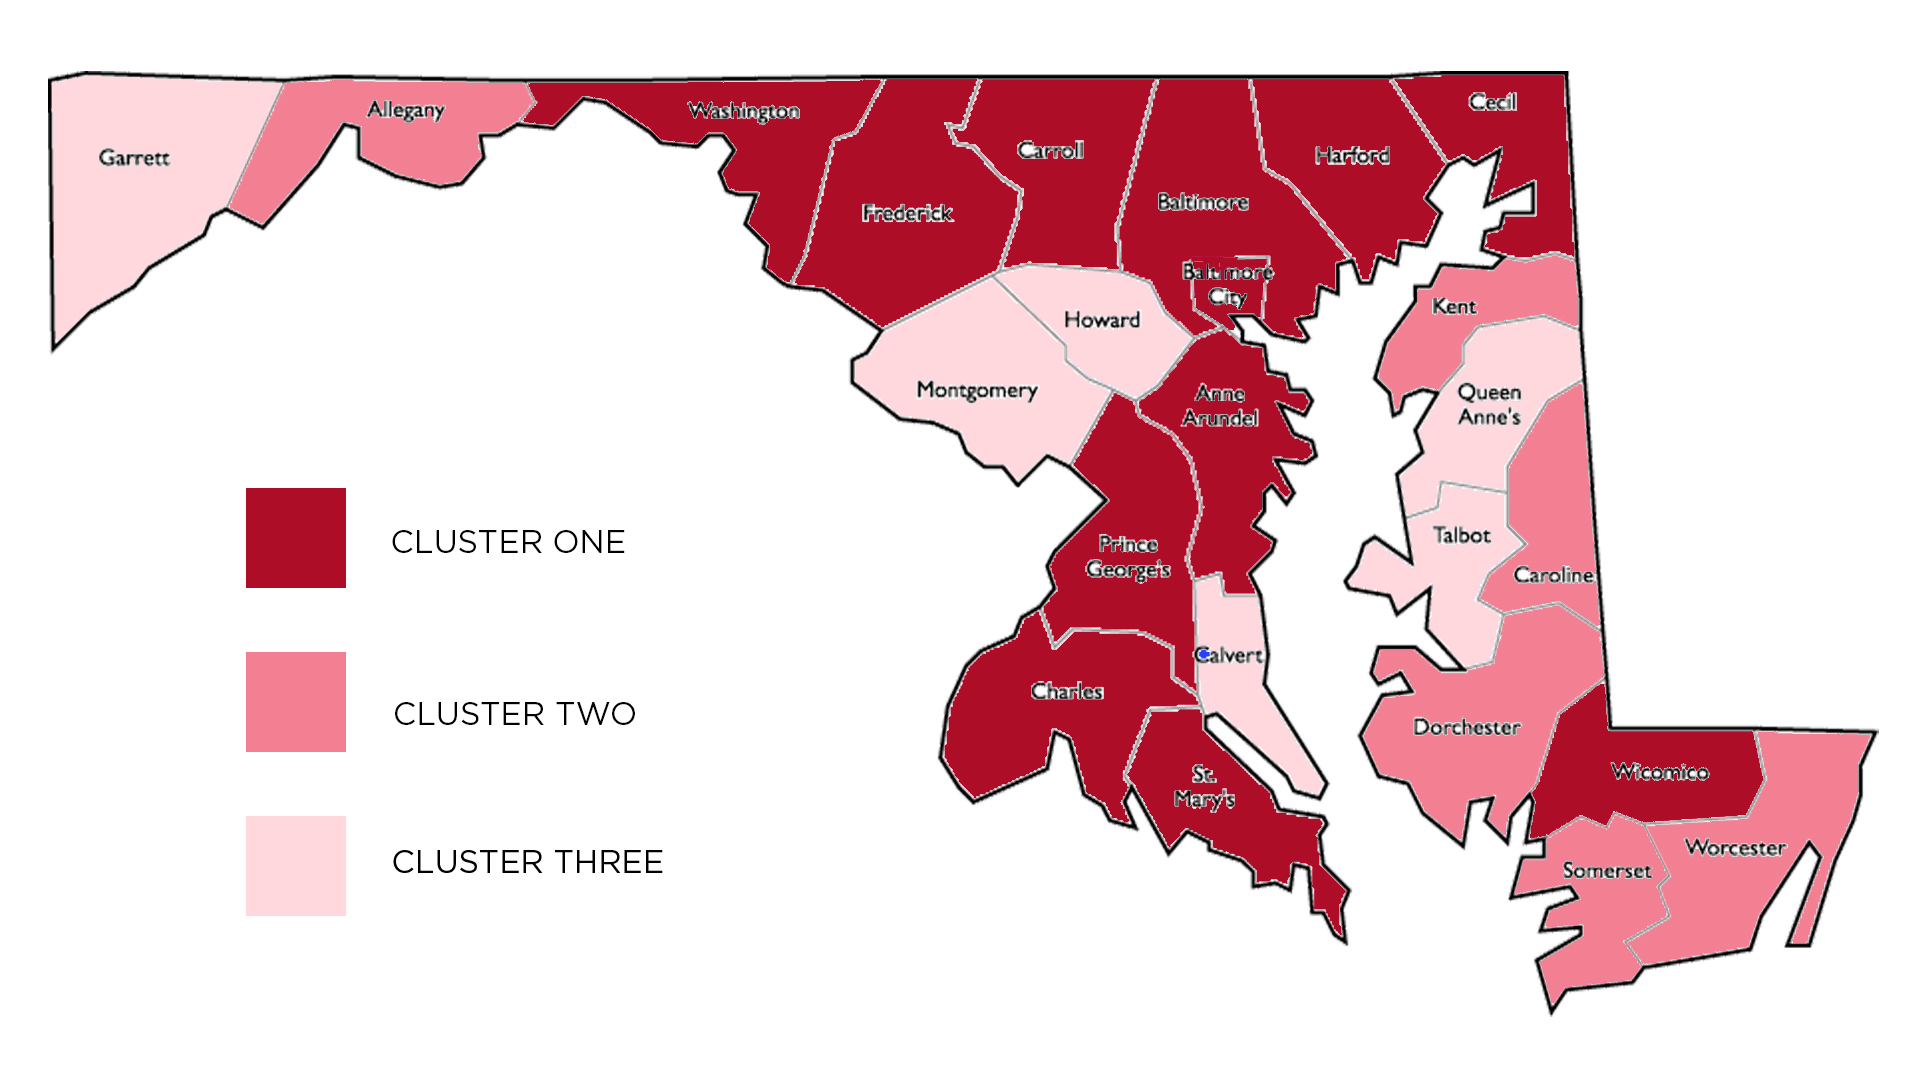 Garrett
Allegany
Washington
Frederick
Carroll
Baltimore
Baltimore
City
Harford
Cecil
Kent
Queen
Anne's
Howard
Montgomery
Anne
Arundel
Talbot
Caroline
Prince
George's
Calvert
Charles
St.
Mary's
Dorchester
Wicomico
Somerset
Worcester
CLUSTER ONE
CLUSTER TWO
CLUSTER THREE